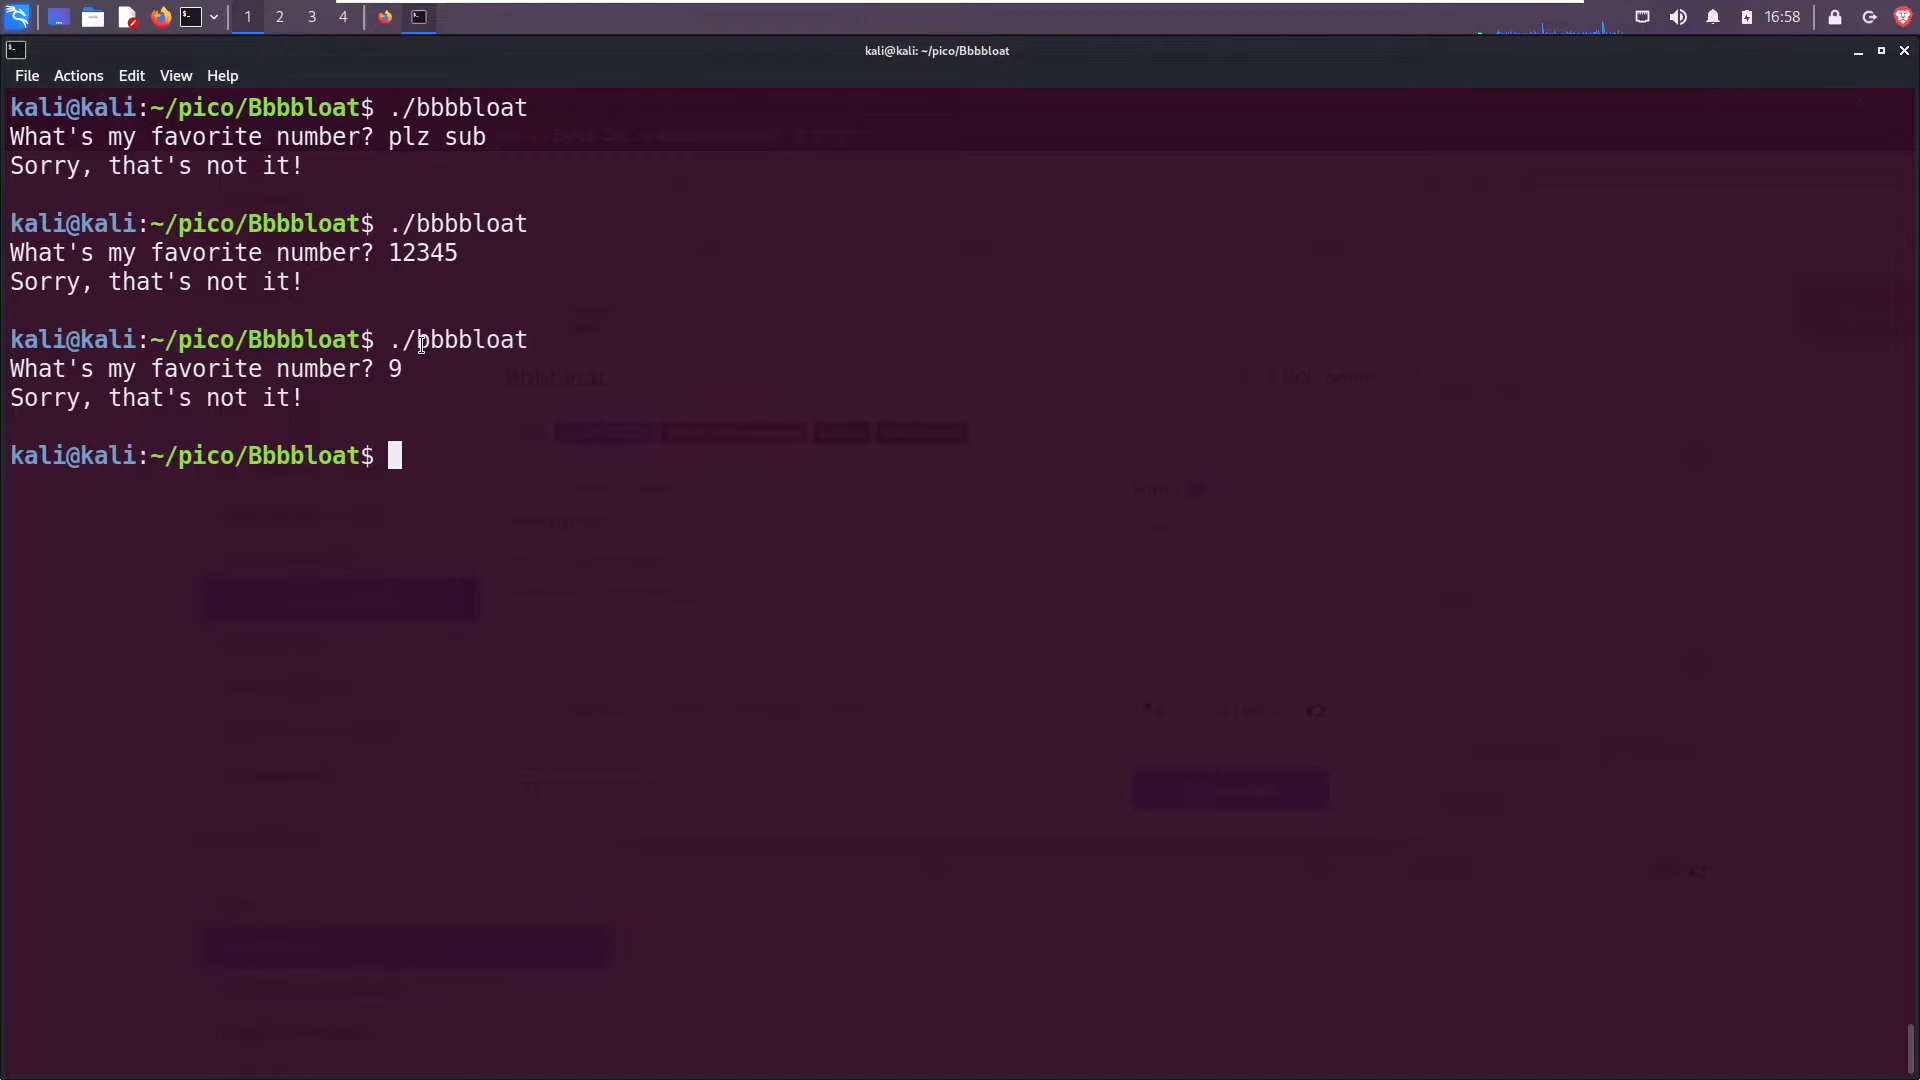 1 2 3 4 16:58
kali@kali: ~/pico/Bbbbloat
File Actions Edit View Help
kali@kali:~/pico/Bbbbloat$ ./bbbbloat
What's my favorite number? plz sub
Sorry, that's not it!
kali@kali:~/pico/Bbbbloat$ ./bbbbloat
What's my favorite number? 12345
Sorry, that's not it!
kali@kali:~/pico/Bbbbloat$ ./bbbbloat
What's my favorite number? 9
Sorry, that's not it!
kali@kali:~/pico/Bbbbloat$